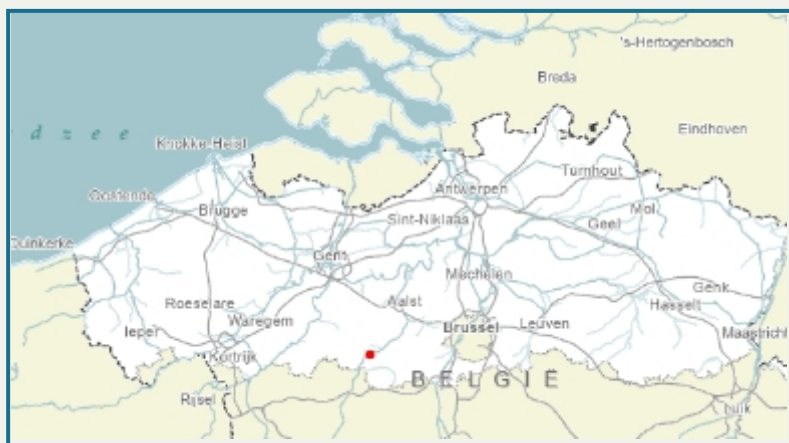 's-Hertogenbosch
Breda
d z e e
Eindhoven
Knokke-Heist
Turnhout
Antwerpen
Oostende
Brugge
Sint-Niklaas
Geel
Mol
Duinkerke
Gent
Mechelen
Genk
Roeselare
Aalst
Hasselt
Ieper
Waregem
Brussel
Leuven
Maastricht
Kortrijk
BELGIË
Rijsel
Luik